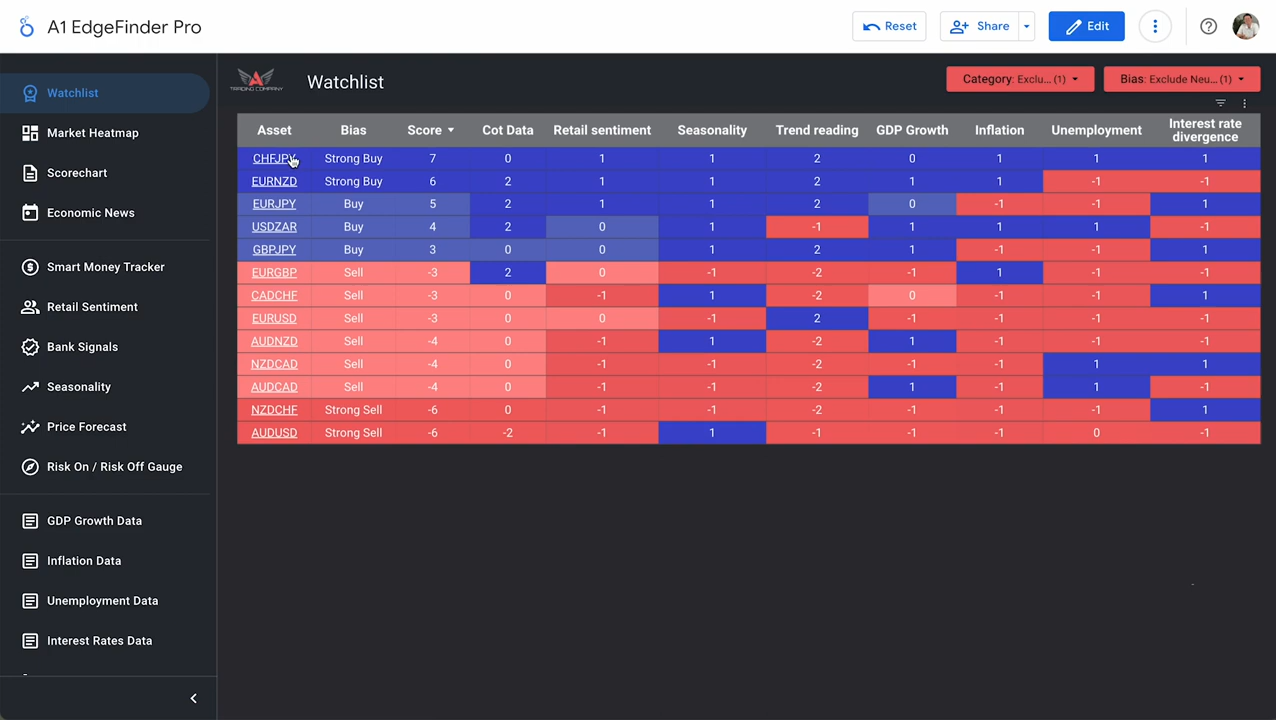 A1 EdgeFinder Pro
Reset
Share
Edit
Watchlist
Market Heatmap
Scorechart
Economic News
Smart Money Tracker
Retail Sentiment
Bank Signals
Seasonality
Price Forecast
Risk On / Risk Off Gauge
GDP Growth Data
Inflation Data
Unemployment Data
Interest Rates Data
A
TRADING COMPANY
Watchlist
Category: Exclu... (1)
Bias: Exclude Neu... (1)
Asset Bias Score Cot Data Retail sentiment Seasonality Trend reading GDP Growth Inflation Unemployment Interest rate divergence
CHFJPY Strong Buy 7 0 1 1 2 0 1 1 1
EURNZD Strong Buy 6 2 1 1 2 1 1 -1 -1
EURJPY Buy 5 2 1 1 2 0 -1 -1 1
USDZAR Buy 4 2 0 1 -1 1 1 1 -1
GBPJPY Buy 3 0 0 1 2 1 -1 -1 1
EURGBP Sell -3 2 0 -1 -2 -1 1 -1 -1
CADCHF Sell -3 0 -1 1 -2 0 -1 -1 1
EURUSD Sell -3 0 0 -1 2 -1 -1 -1 -1
AUDNZD Sell -4 0 -1 1 -2 1 -1 -1 -1
NZDCAD Sell -4 0 -1 -1 -2 -1 -1 1 1
AUDCAD Sell -4 0 -1 -1 -2 1 -1 1 -1
NZDCHF Strong Sell -6 0 -1 -1 -2 -1 -1 -1 1
AUDUSD Strong Sell -6 -2 -1 1 -1 -1 -1 0 -1